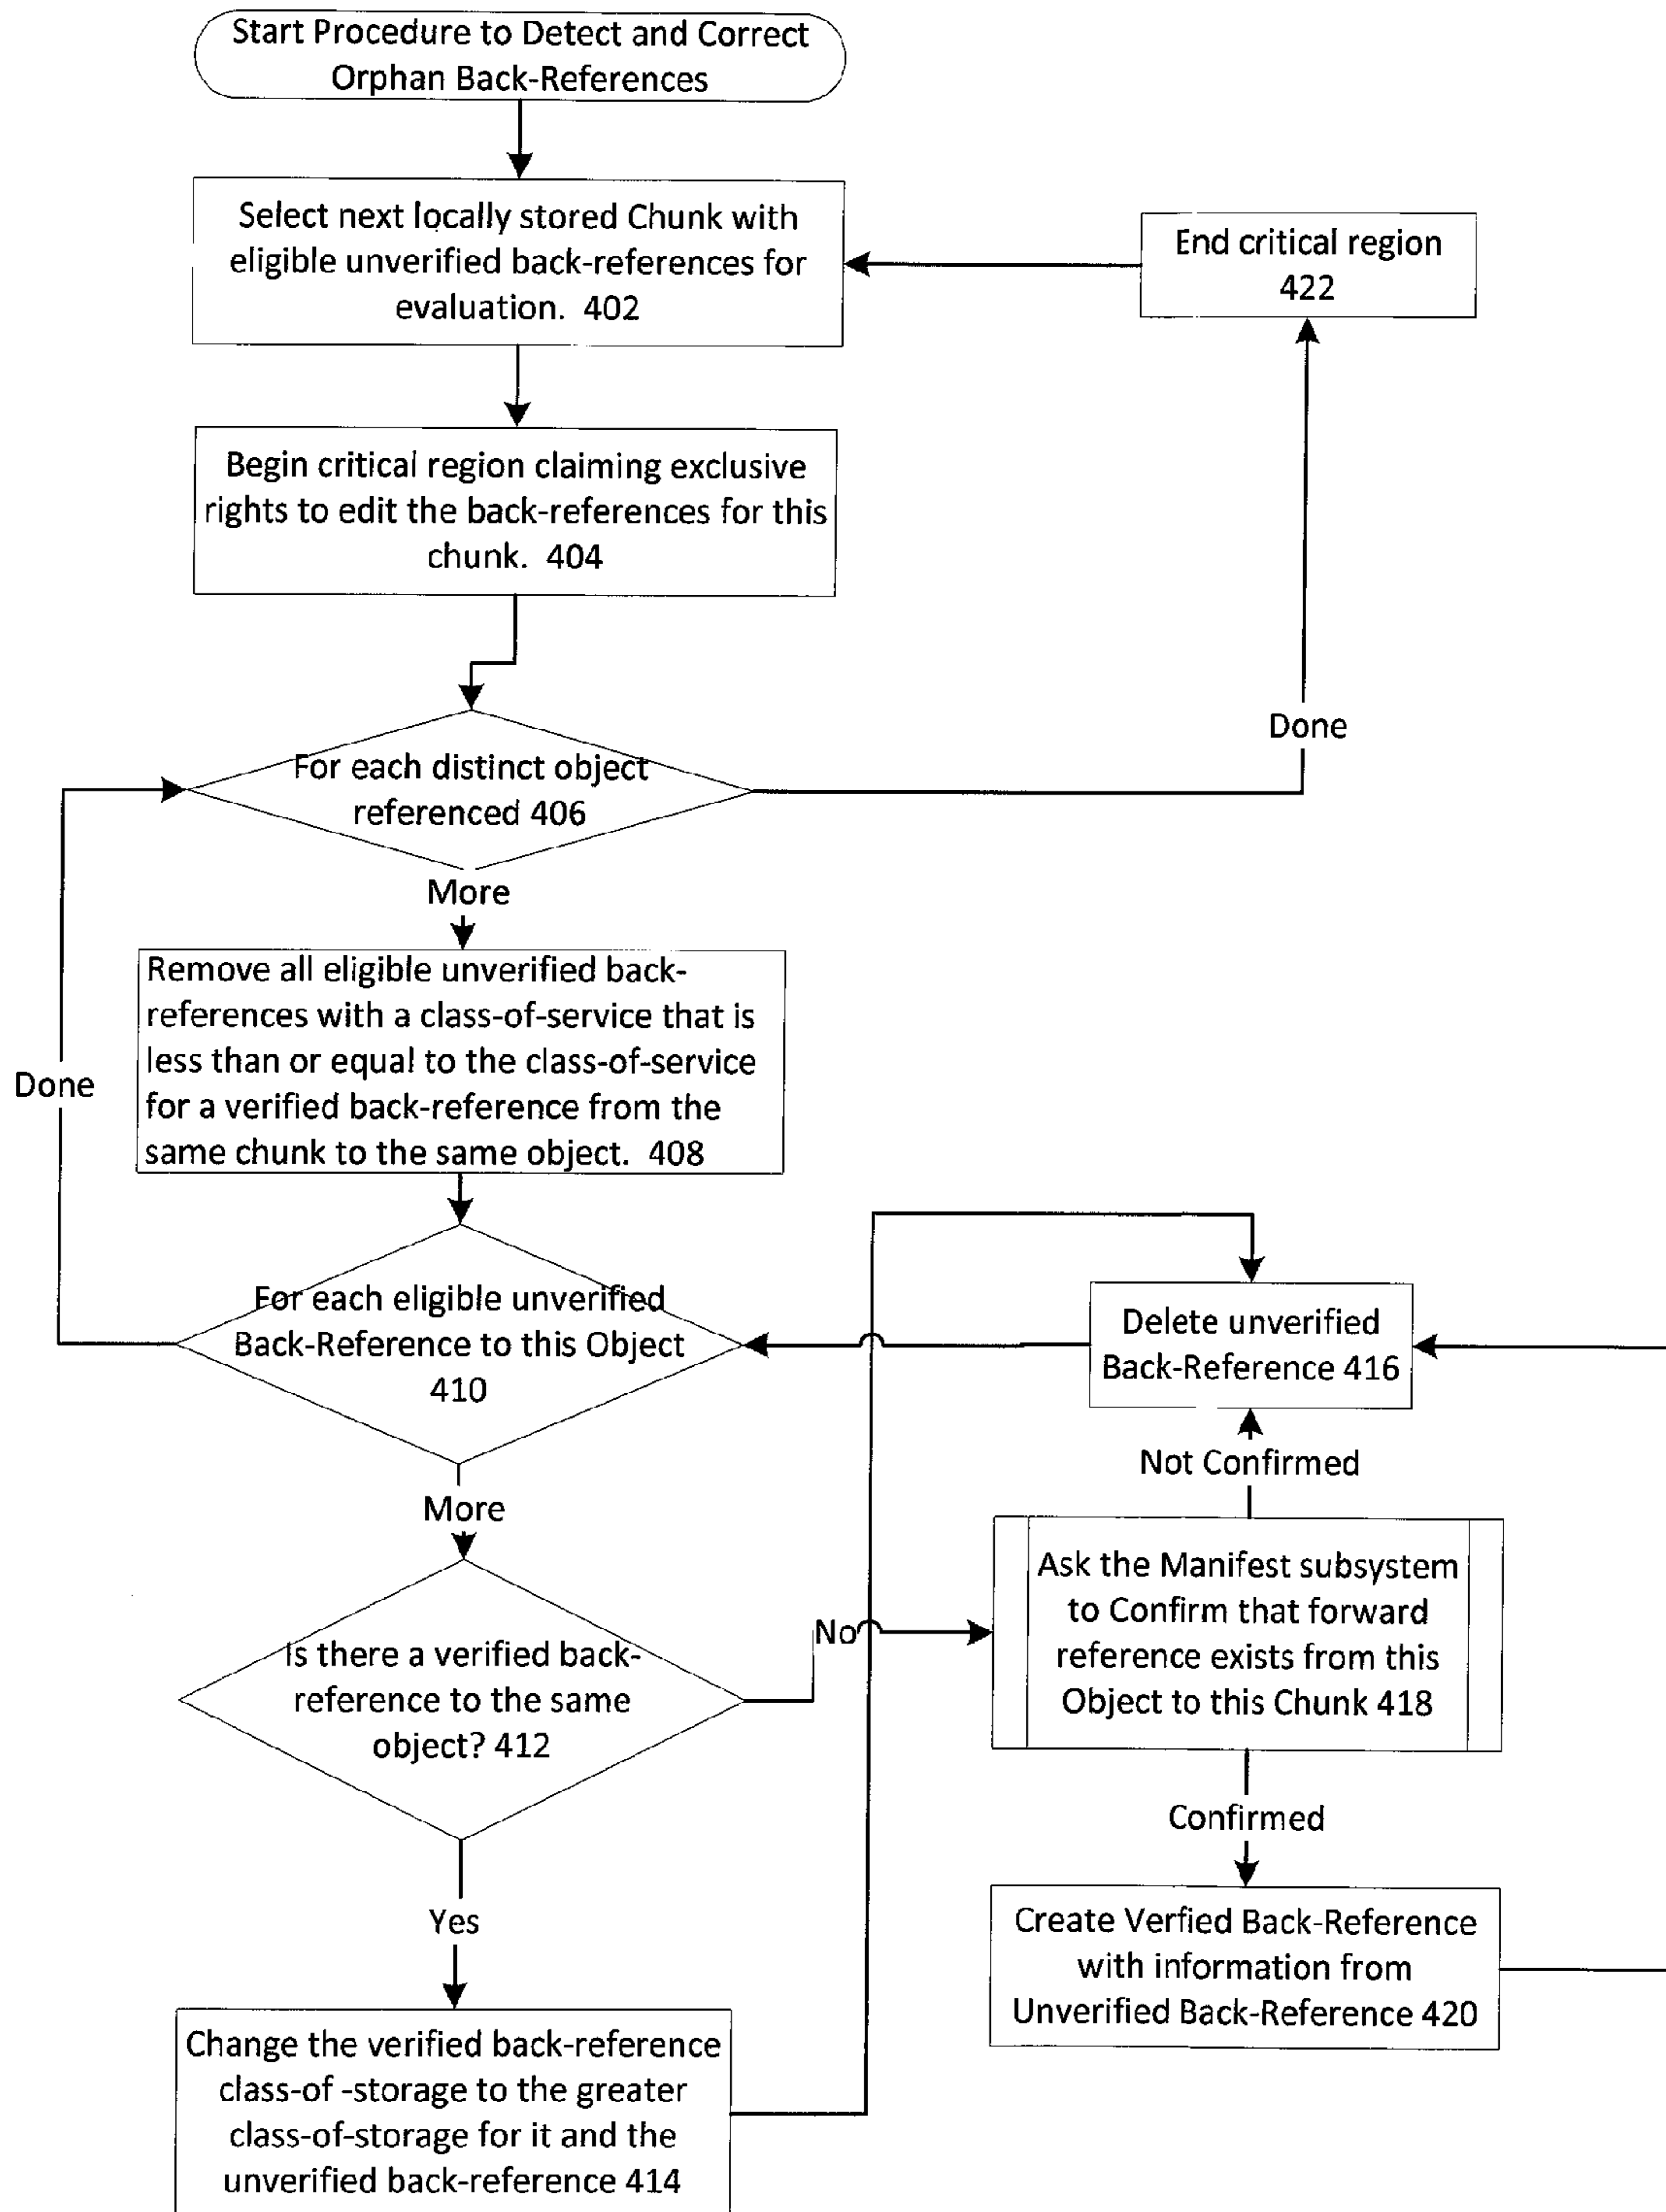 Start Procedure to Detect and Correct
Orphan Back-References
Select next locally stored Chunk with
eligible unverified back-references for
evaluation. 402
End critical region
422
Begin critical region claiming exclusive
rights to edit the back-references for this
chunk. 404
Done
For each distinct object
referenced 406
More
Remove all eligible unverified back-
references with a class-of-service that is
less than or equal to the class-of-service
for a verified back-reference from the
same chunk to the same object. 408
Done
For each eligible unverified
Back-Reference to this Object
410
Delete unverified
Back-Reference 416
Not Confirmed
More
Ask the Manifest subsystem
to Confirm that forward
reference exists from this
Object to this Chunk 418
No
Is there a verified back-
reference to the same
object? 412
Confirmed
Yes
Create Verfied Back-Reference
with information from
Unverified Back-Reference 420
Change the verified back-reference
class-of -storage to the greater
class-of-storage for it and the
unverified back-reference 414